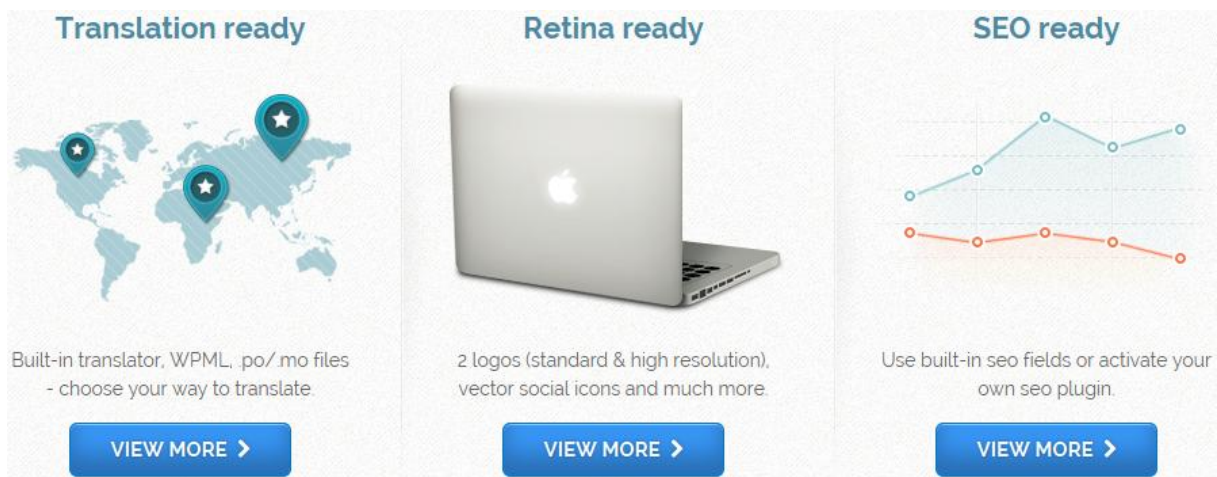 Translation ready
Built-in translator, WPML, .po/.mo files
- choose your way to translate.
VIEW MORE
Retina ready
2 logos (standard & high resolution),
vector social icons and much more.
VIEW MORE
SEO ready
Use built-in seo fields or activate your
own seo plugin.
VIEW MORE